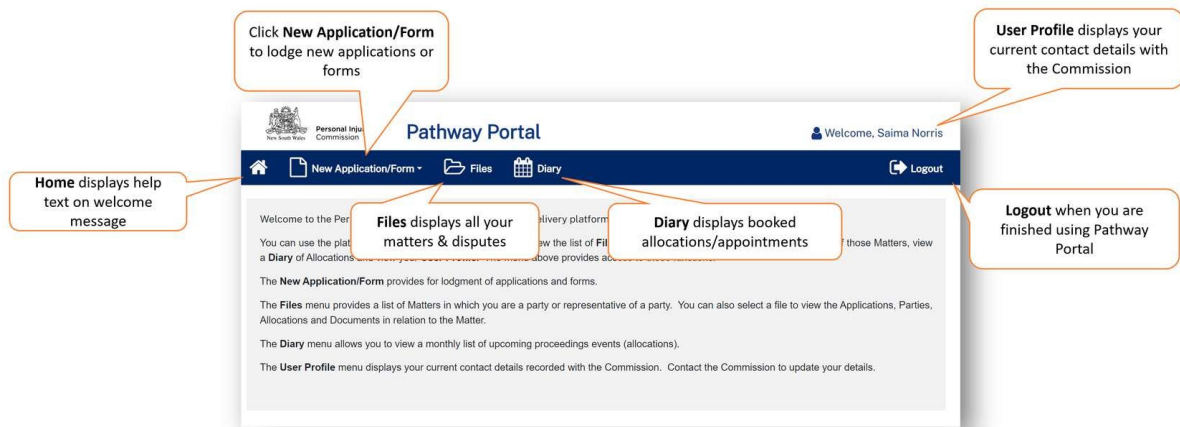 Click New Application/Form
to lodge new applications or
forms
User Profile displays your
current contact details with
the Commission
New South Wales
Personal Inju
Commission
Pathway Portal
Welcome, Saima Norris
New Application/Form
Files
Diary
Logout
Home displays help
text on welcome
message
Files displays all your
matters & disputes
Diary displays booked
allocations/appointments
Logout when you are
finished using Pathway
Portal
Welcome to the Per elivery platform
You can use the plat ew the list of Fil f those Matters, view
a Diary of Allocations above provides
The New Application/Form provides for lodgment of applications and forms.
The Files menu provides a list of Matters in which you are a party or representative of a party. You can also select a file to view the Applications, Parties,
Allocations and Documents in relation to the Matter.
The Diary menu allows you to view a monthly list of upcoming proceedings events (allocations).
The User Profile menu displays your current contact details recorded with the Commission. Contact the Commission to update your details.